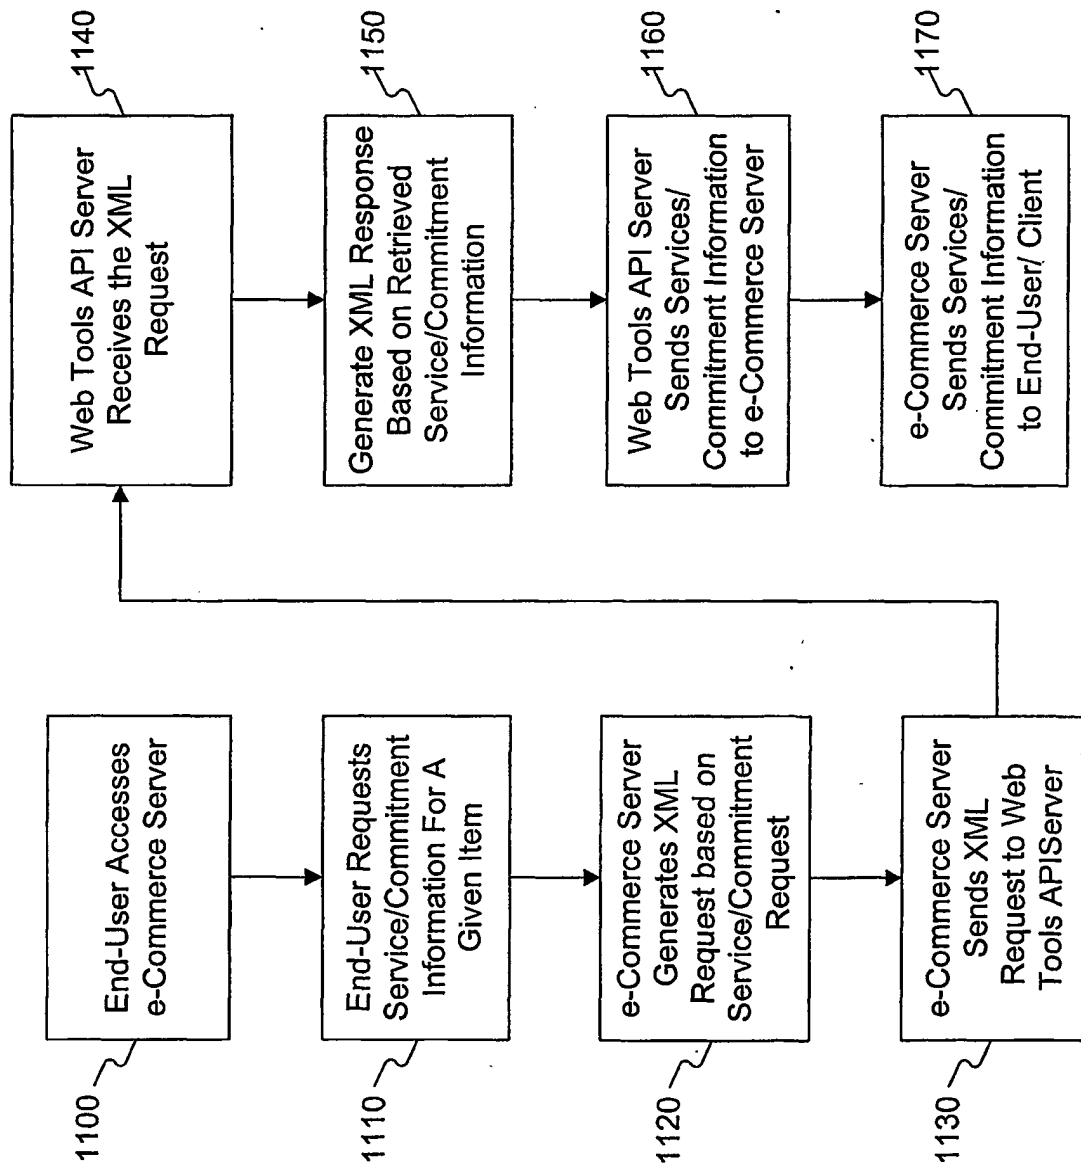 1100
End-User Accesses
e-Commerce Server
1110
End-User Requests
Service/Commitment
Information For A
Given Item
1120
e-Commerce Server
Generates XML
Request based on
Service/Commitment
Request
1130
e-Commerce Server
Sends XML
Request to Web
Tools APIServer
1140
Web Tools API Server
Receives the XML
Request
1150
Generate XML Response
Based on Retrieved
Service/Commitment
Information
1160
Web Tools API Server
Sends Services/
Commitment Information
to e-Commerce Server
1170
e-Commerce Server
Sends Services/
Commitment Information
to End-User/ Client